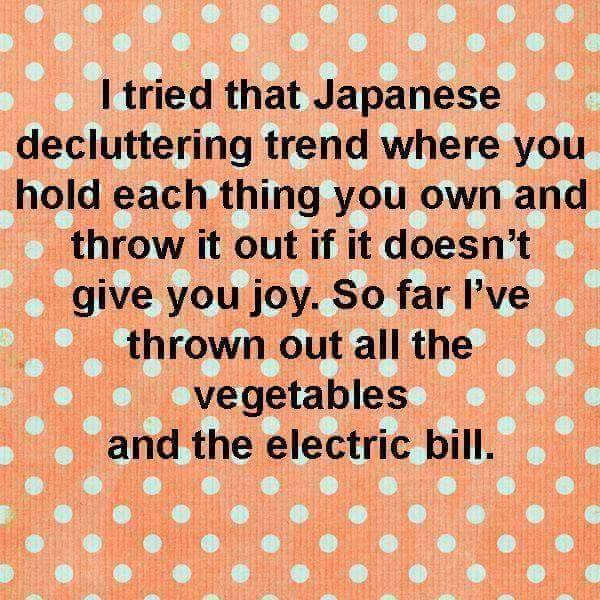 I tried that Japanese
decluttering trend where you
hold each thing you own and
throw it out if it doesn’t
give you joy. So far I’ve
thrown out all the
vegetables
and the electric bill.